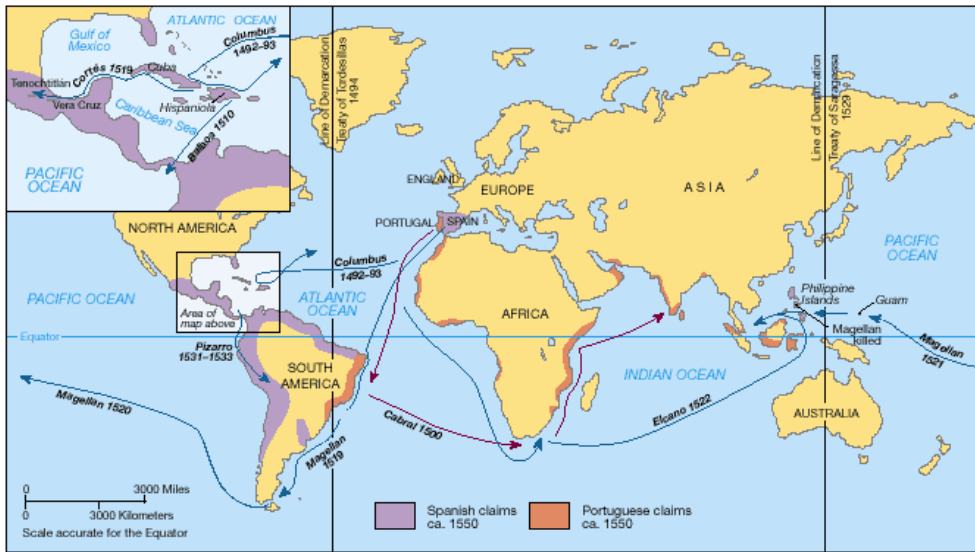 ATLANTIC OCEAN
Gulf of
Mexico
Columbus
1492–93
Cortés 1519
Cuba
Tenochtitlán
Vera Cruz
Hispaniola
Caribbean Sea
Balboa 1510
PACIFIC
OCEAN
Line of Demarcation
Treaty of Tordesillas
1494
Line of Demarcation
Treaty of Saragossa
1529
ENGLAND
EUROPE
ASIA
PORTUGAL
SPAIN
NORTH AMERICA
PACIFIC
OCEAN
Columbus
1492–93
PACIFIC OCEAN
ATLANTIC
OCEAN
Area of
map above
AFRICA
Philippine
Islands
Guam
Equator
Magellan
killed
Magellan
1521
Pizarro
1531–1533
SOUTH
AMERICA
INDIAN OCEAN
Magellan 1520
Cabral 1500
Elcano 1522
AUSTRALIA
Magellan
1519
0 3000 Miles
0 3000 Kilometers
Scale accurate for the Equator
Spanish claims
ca. 1550
Portuguese claims
ca. 1550